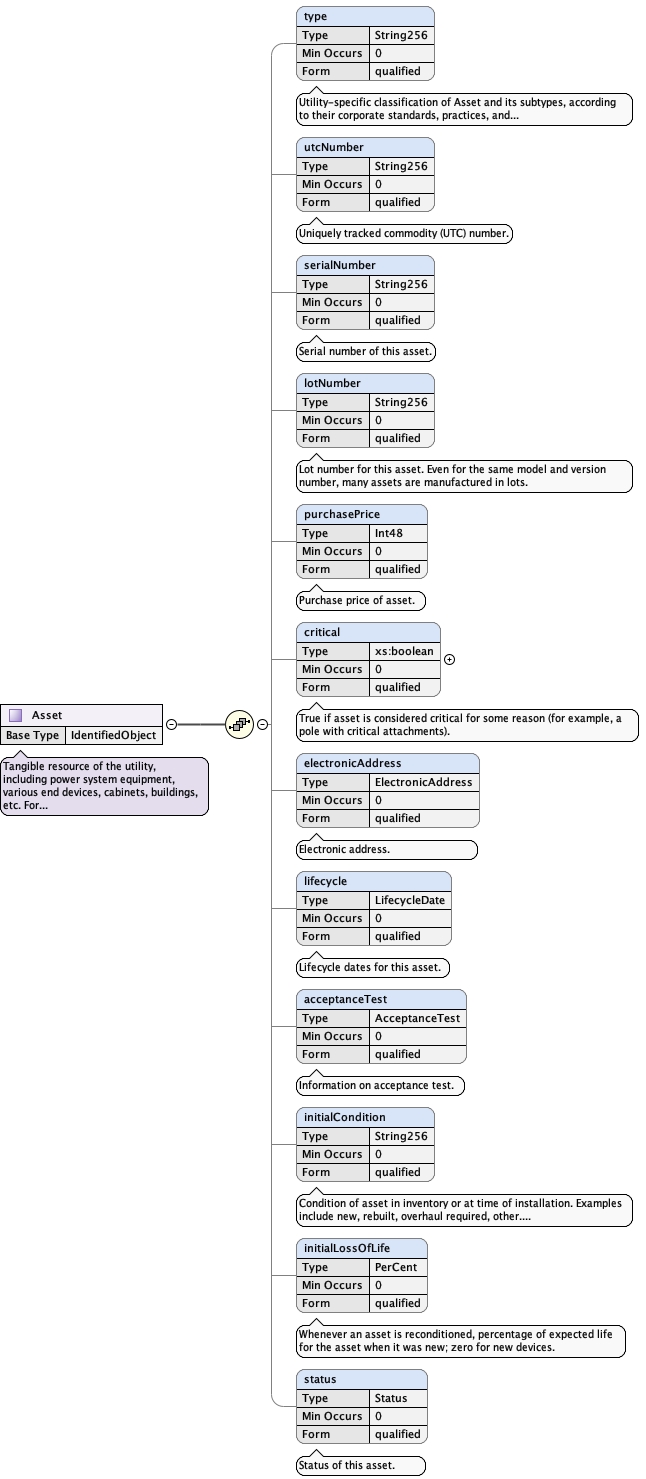 type
Type String256
Min Occurs 0
Form qualified
Utility-specific classification of Asset and its subtypes, according
to their corporate standards, practices, and...
utcNumber
Type String256
Min Occurs 0
Form qualified
Uniquely tracked commodity (UTC) number.
serialNumber
Type String256
Min Occurs 0
Form qualified
Serial number of this asset.
lotNumber
Type String256
Min Occurs 0
Form qualified
Lot number for this asset. Even for the same model and version
number, many assets are manufactured in lots.
purchasePrice
Type Int48
Min Occurs 0
Form qualified
Purchase price of asset.
critical
Type xs:boolean
Min Occurs 0
Form qualified
True if asset is considered critical for some reason (for example, a
pole with critical attachments).
Asset
Base Type IdentifiedObject
Tangible resource of the utility,
including power system equipment,
various end devices, cabinets, buildings,
etc. For...
electronicAddress
Type ElectronicAddress
Min Occurs 0
Form qualified
Electronic address.
lifecycle
Type LifecycleDate
Min Occurs 0
Form qualified
Lifecycle dates for this asset.
acceptanceTest
Type AcceptanceTest
Min Occurs 0
Form qualified
Information on acceptance test.
initialCondition
Type String256
Min Occurs 0
Form qualified
Condition of asset in inventory or at time of installation. Examples
include new, rebuilt, overhaul required, other....
initialLossOfLife
Type PerCent
Min Occurs 0
Form qualified
Whenever an asset is reconditioned, percentage of expected life
for the asset when it was new; zero for new devices.
status
Type Status
Min Occurs 0
Form qualified
Status of this asset.